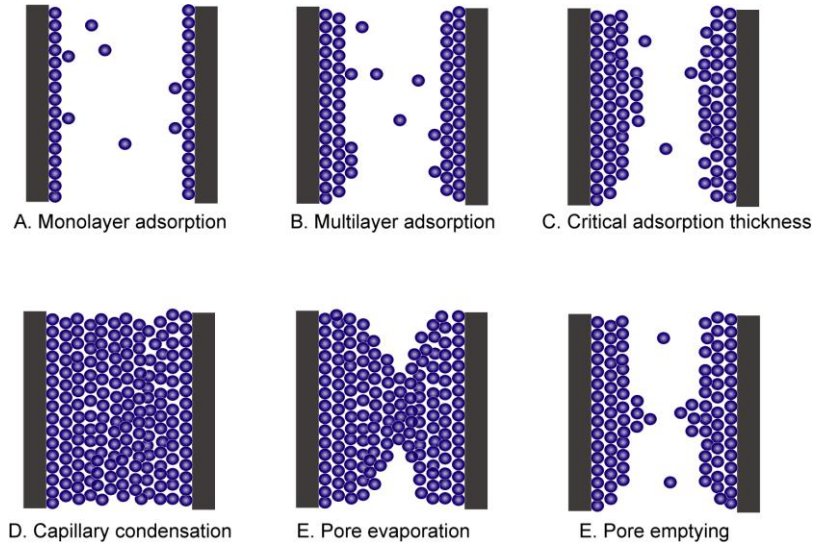 A. Monolayer adsorption
B. Multilayer adsorption
C. Critical adsorption thickness
D. Capillary condensation
E. Pore evaporation
E. Pore emptying